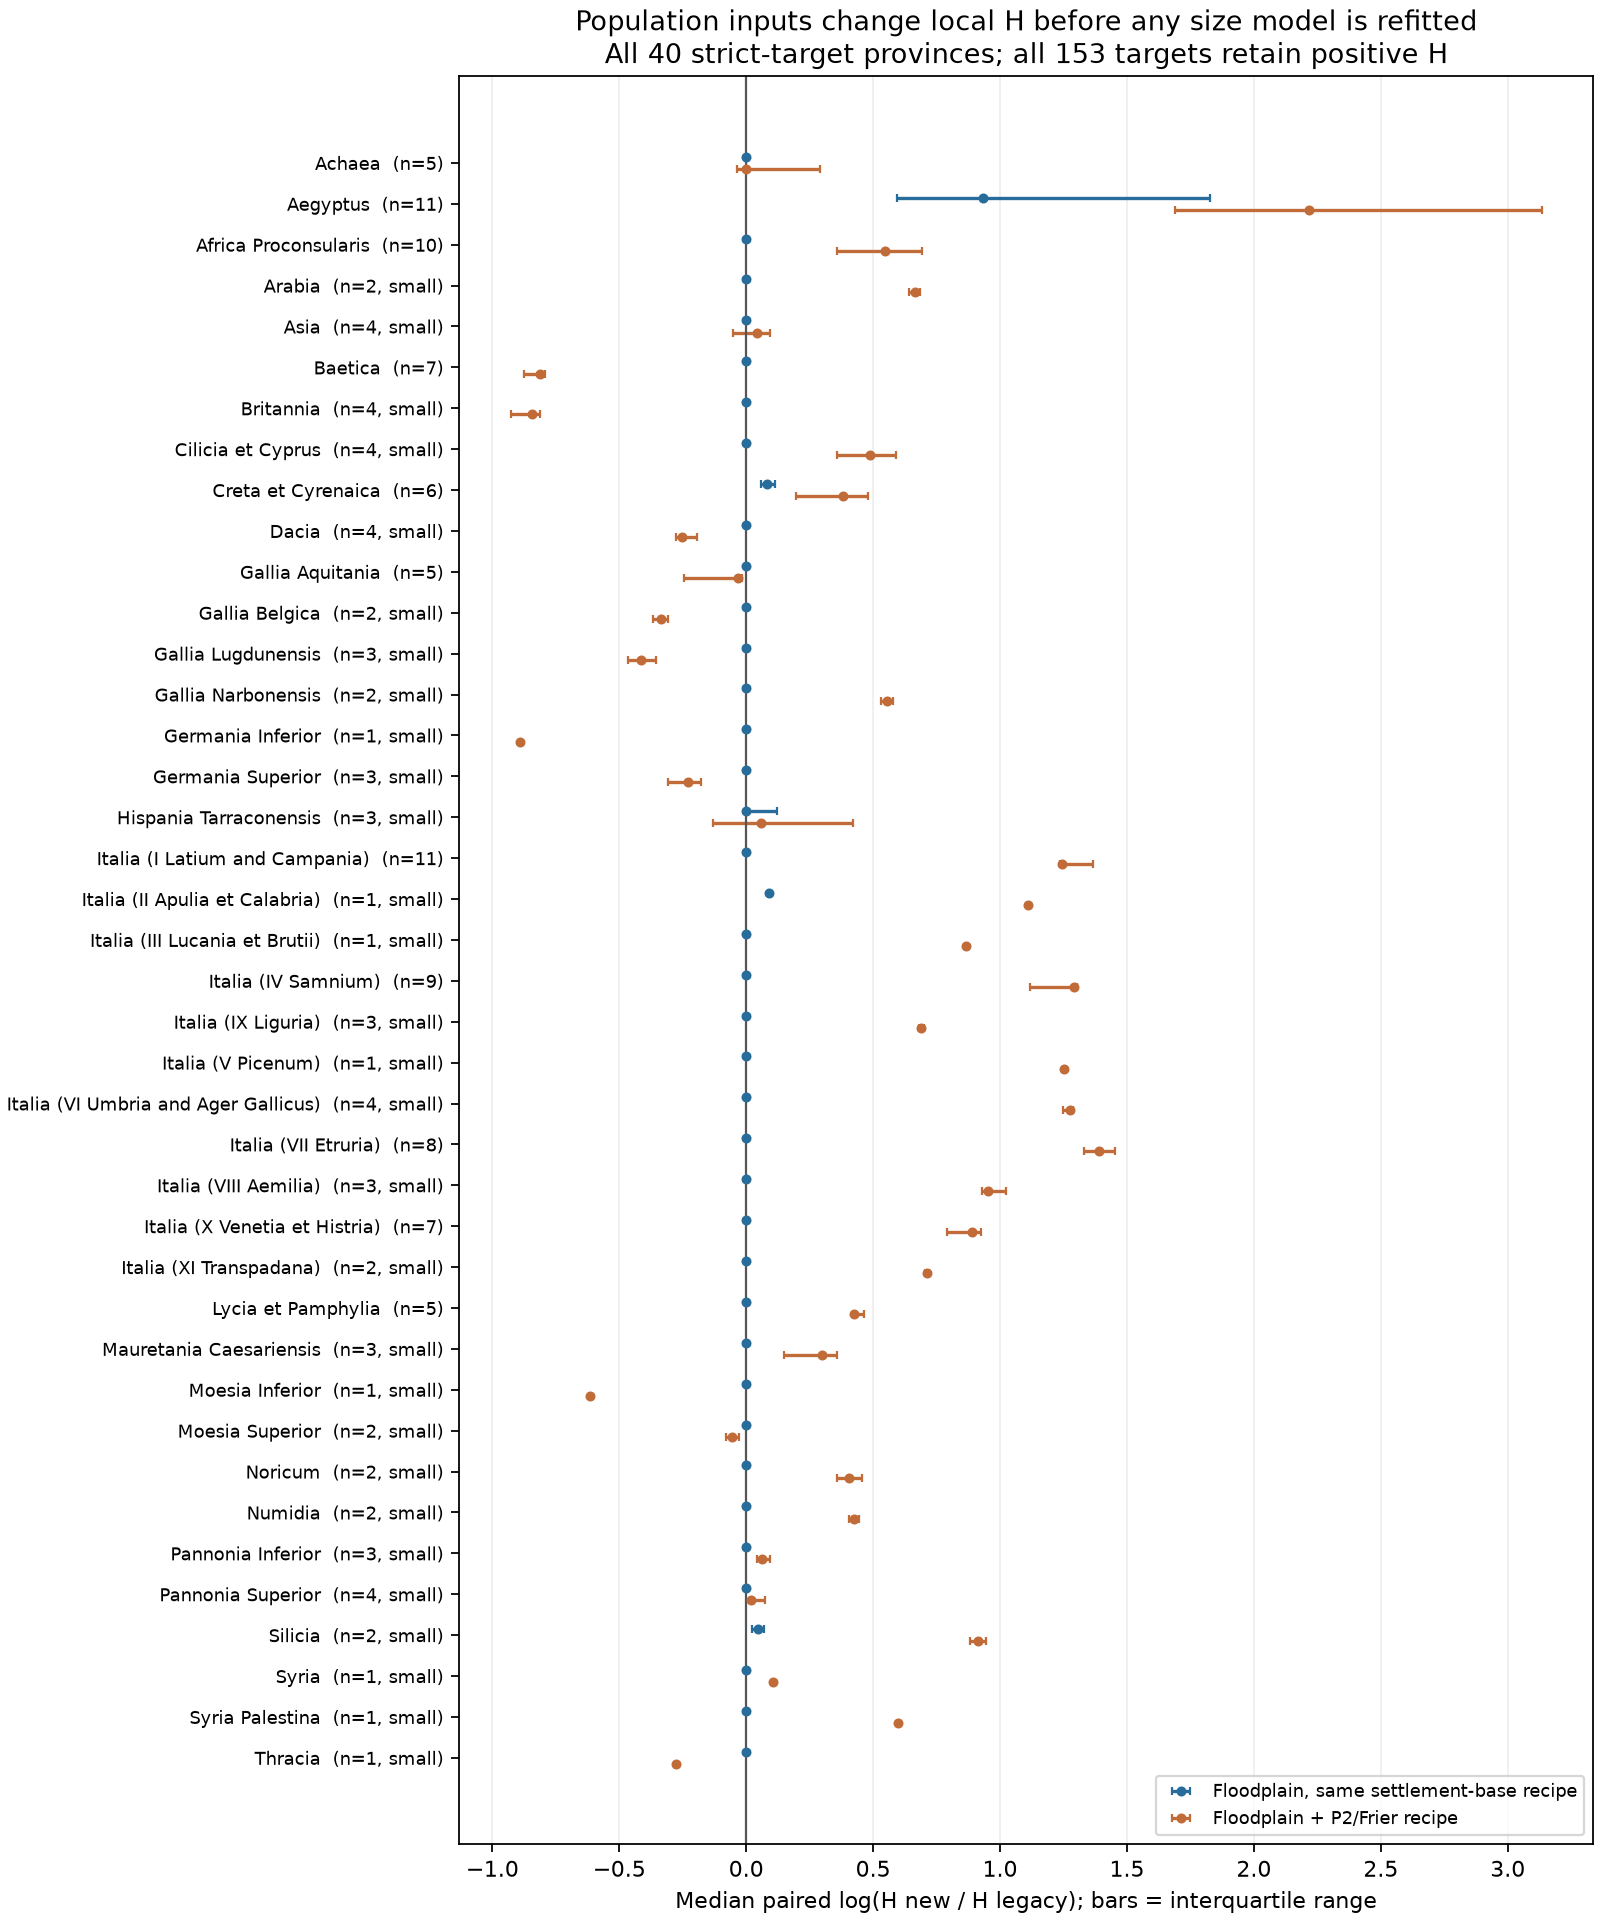 Population inputs change local H before any size model is refitted
All 40 strict-target provinces; all 153 targets retain positive H
Achaea (n=5)
Aegyptus (n=11)
Africa Proconsularis (n=10)
Arabia (n=2, small)
Asia (n=4, small)
Baetica (n=7)
Britannia (n=4, small)
Cilicia et Cyprus (n=4, small)
Creta et Cyrenaica (n=6)
Dacia (n=4, small)
Gallia Aquitania (n=5)
Gallia Belgica (n=2, small)
Gallia Lugdunensis (n=3, small)
Gallia Narbonensis (n=2, small)
Germania Inferior (n=1, small)
Germania Superior (n=3, small)
Hispania Tarraconensis (n=3, small)
Italia (I Latium and Campania) (n=11)
Italia (II Apulia et Calabria) (n=1, small)
Italia (III Lucania et Brutii) (n=1, small)
Italia (IV Samnium) (n=9)
Italia (IX Liguria) (n=3, small)
Italia (V Picenum) (n=1, small)
Italia (VI Umbria and Ager Gallicus) (n=4, small)
Italia (VII Etruria) (n=8)
Italia (VIII Aemilia) (n=3, small)
Italia (X Venetia et Histria) (n=7)
Italia (XI Transpadana) (n=2, small)
Lycia et Pamphylia (n=5)
Mauretania Caesariensis (n=3, small)
Moesia Inferior (n=1, small)
Moesia Superior (n=2, small)
Noricum (n=2, small)
Numidia (n=2, small)
Pannonia Inferior (n=3, small)
Pannonia Superior (n=4, small)
Silicia (n=2, small)
Syria (n=1, small)
Syria Palestina (n=1, small)
Thracia (n=1, small)
Floodplain, same settlement-base recipe
Floodplain + P2/Frier recipe
−1.0 −0.5 0.0 0.5 1.0 1.5 2.0 2.5 3.0
Median paired log(H new / H legacy); bars = interquartile range